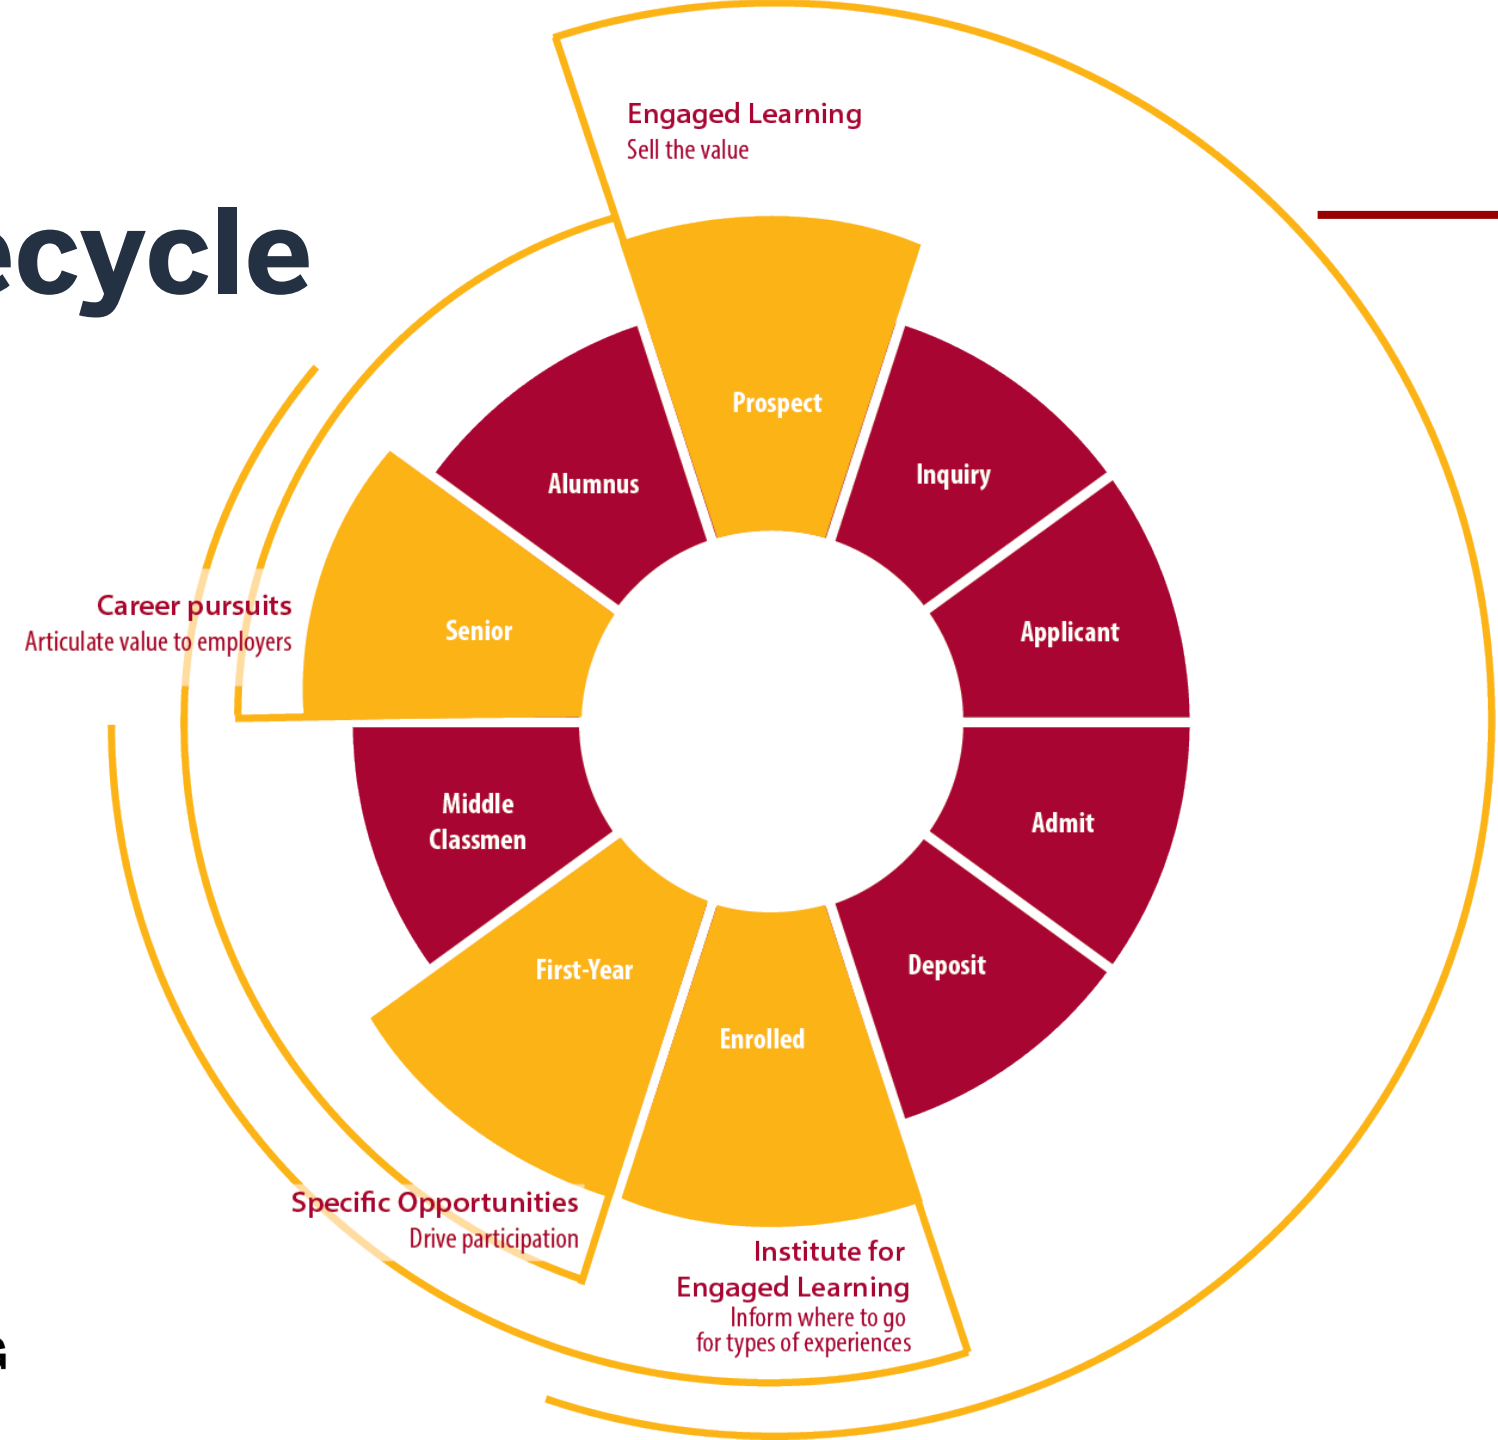 ecycle
Engaged Learning
Sell the value
Prospect
Inquiry
Applicant
Admit
Deposit
Enrolled
Institute for
Engaged Learning
Inform where to go
for types of experiences
First-Year
Specific Opportunities
Drive participation
Middle
Classmen
Senior
Career pursuits
Articulate value to employers
Alumnus
G